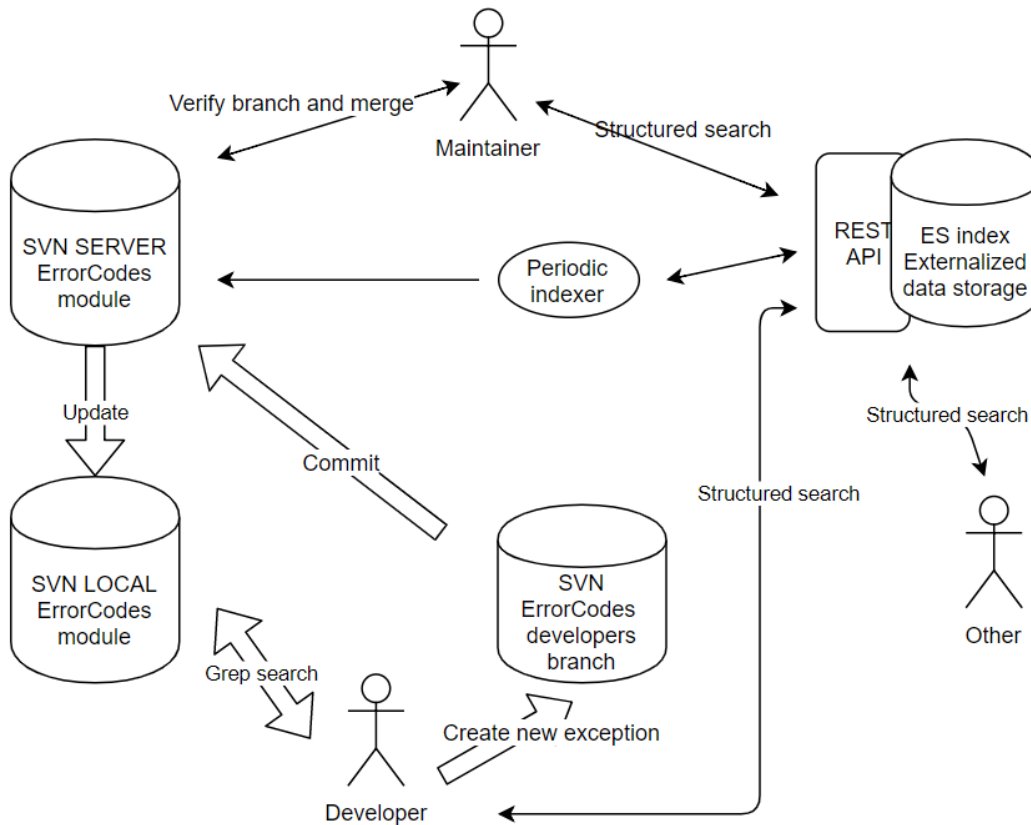 Verify branch and merge
Maintainer
Structured search
SVN SERVER
ErrorCodes
module
Periodic
indexer
REST
API
ES index
Externalized
data storage
Update
Structured search
Commit
Structured search
SVN LOCAL
ErrorCodes
module
SVN
ErrorCodes
developers
branch
Other
Grep search
Create new exception
Developer